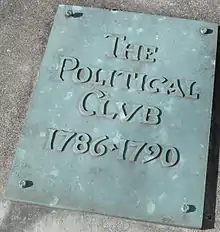 THE
POLITICAL
CLVB
1786·1790